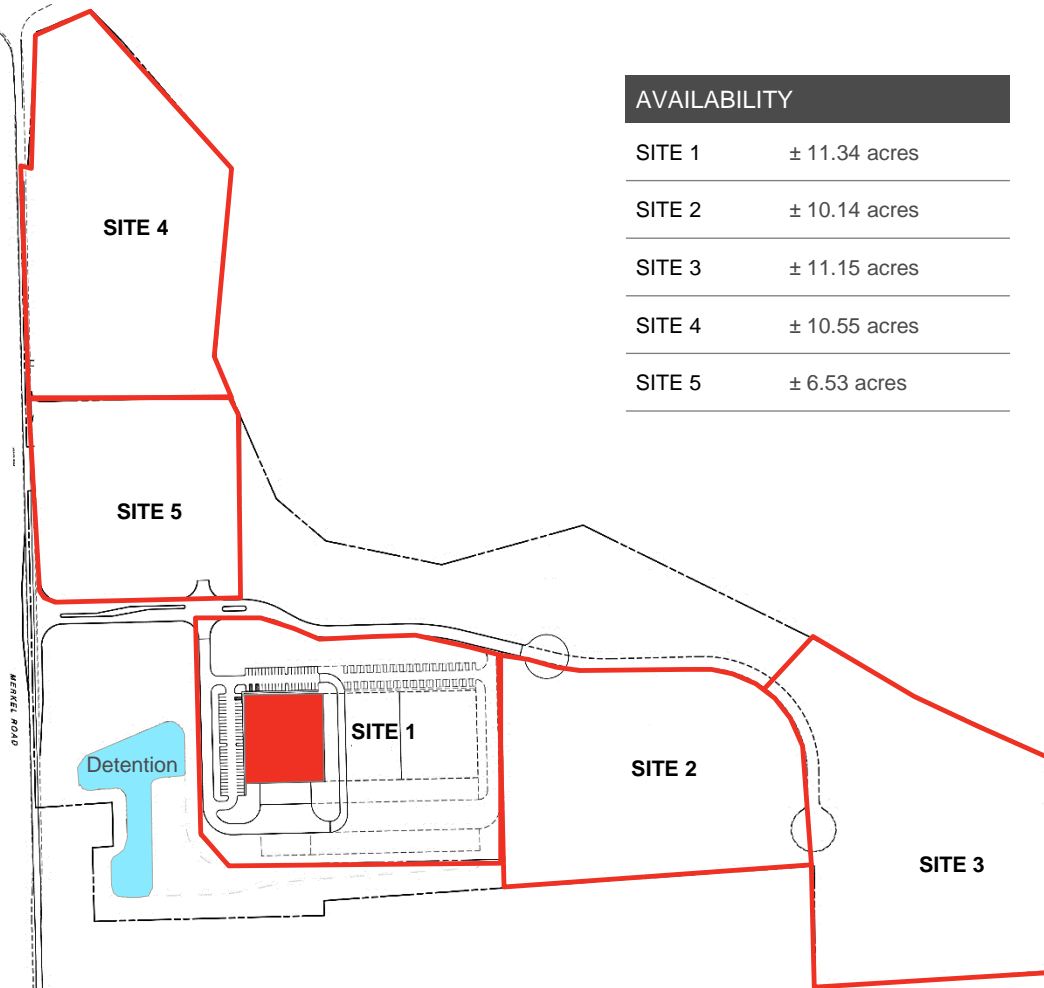 AVAILABILITY
SITE 1 ± 11.34 acres
SITE 2 ± 10.14 acres
SITE 3 ± 11.15 acres
SITE 4 ± 10.55 acres
SITE 5 ± 6.53 acres
SITE 4
SITE 5
MERKEL ROAD
Detention
SITE 1
SITE 2
SITE 3